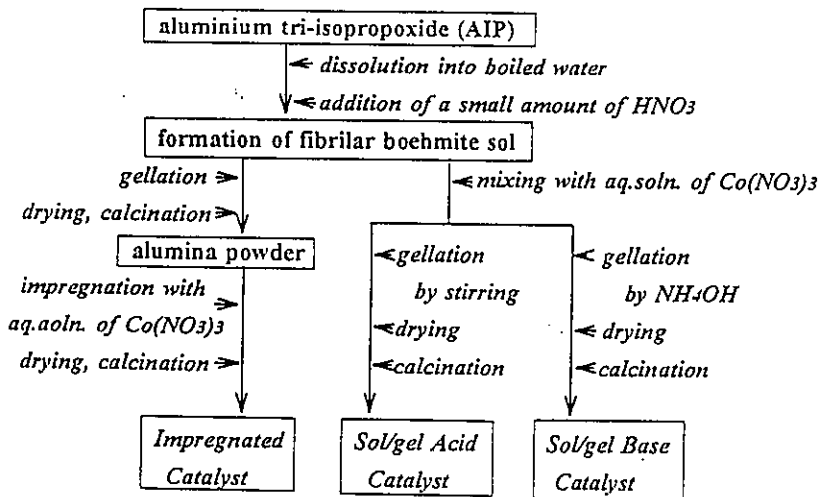 aluminium tri-isopropoxide (AIP)
dissolution into boiled water
addition of a small amount of HNO3
formation of fibrilar boehmite sol
gellation
drying, calcination
alumina powder
impregnation with
aq.aoln. of Co(NO3)3
drying, calcination
Impregnated
Catalyst
mixing with aq.soln. of Co(NO3)3
gellation
by stirring
drying
calcination
Sol/gel Acid
Catalyst
gellation
by NH4OH
drying
calcination
Sol/gel Base
Catalyst